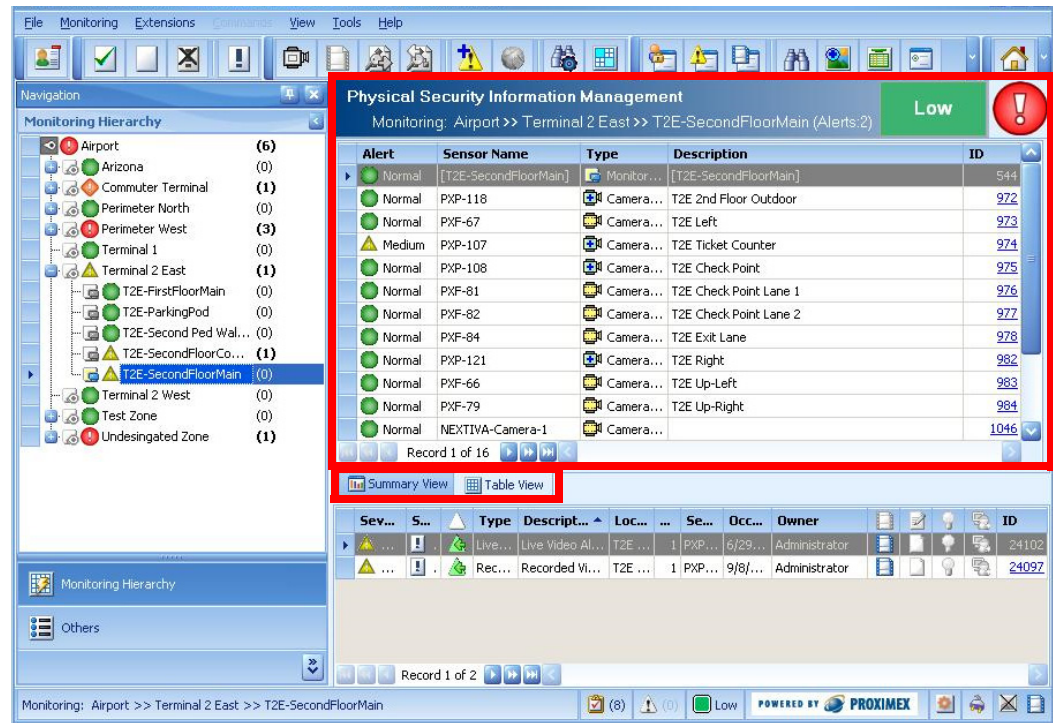 File Monitoring Extensions Commands View Tools Help
Navigation
Monitoring Hierarchy
Airport (6)
Arizona (0)
Commuter Terminal (1)
Perimeter North (0)
Perimeter West (3)
Terminal 1 (0)
Terminal 2 East (1)
T2E-FirstFloorMain (0)
T2E-ParkingPod (0)
T2E-Second Ped Wal... (0)
T2E-SecondFloorCo... (1)
T2E-SecondFloorMain (0)
Terminal 2 West (0)
Test Zone (0)
Undesingated Zone (1)
Monitoring Hierarchy
Others
Physical Security Information Management
Monitoring: Airport >> Terminal 2 East >> T2E-SecondFloorMain (Alerts:2)
Low
Alert Sensor Name Type Description ID
Normal [T2E-SecondFloorMain] Monitor... [T2E-SecondFloorMain] 544
Normal PXP-118 Camera... T2E 2nd Floor Outdoor 972
Normal PXF-67 Camera... T2E Left 973
Medium PXP-107 Camera... T2E Ticket Counter 974
Normal PXP-108 Camera... T2E Check Point 975
Normal PXF-81 Camera... T2E Check Point Lane 1 976
Normal PXF-82 Camera... T2E Check Point Lane 2 977
Normal PXF-84 Camera... T2E Exit Lane 978
Normal PXP-121 Camera... T2E Right 982
Normal PXF-66 Camera... T2E Up-Left 983
Normal PXF-79 Camera... T2E Up-Right 984
Normal NEXTIVA-Camera-1 Camera... 1046
Record 1 of 16
Summary View Table View
Sev... S... Type Descript... Loc... ... Se... Occ... Owner ID
... . Live... Live Video Al... T2E ... 1 PXP... 6/29... Administrator 24102
... . Rec... Recorded Vi... T2E ... 1 PXP... 9/8/... Administrator 24097
Record 1 of 2
Monitoring: Airport >> Terminal 2 East >> T2E-SecondFloorMain (8) (0) Low POWERED BY PROXIMEX